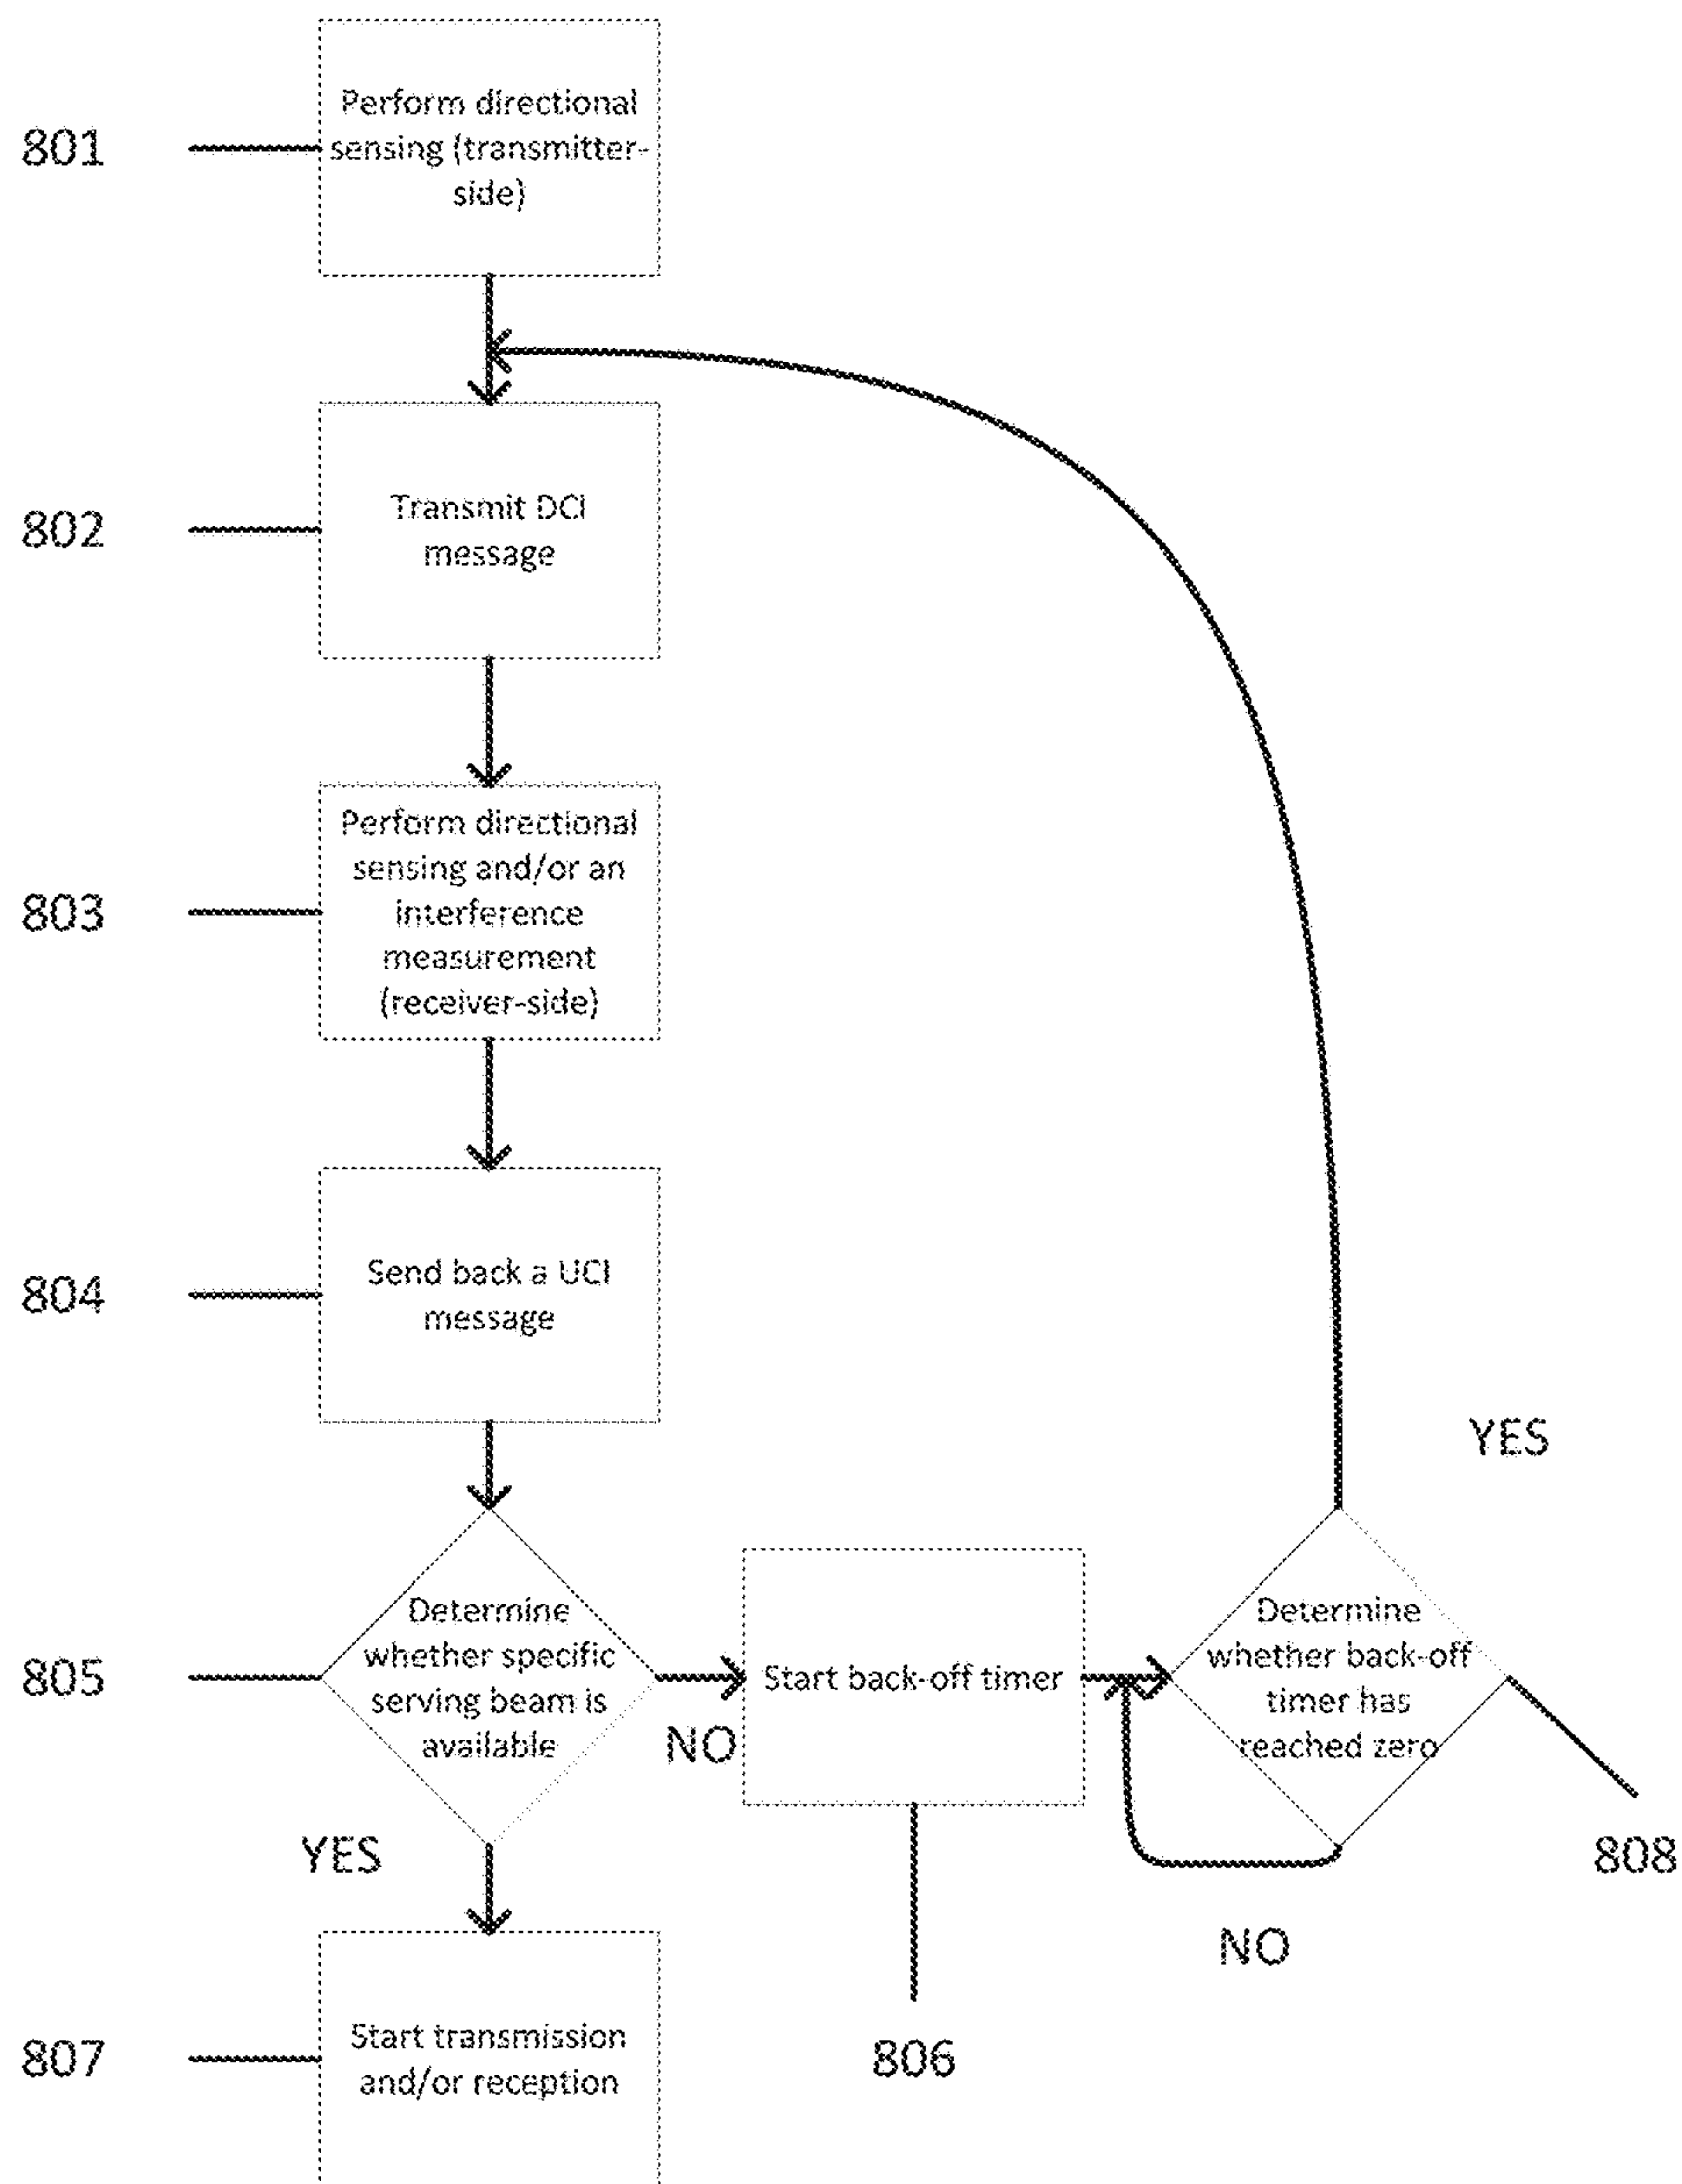 801
Perform directional
sensing (transmitter-
side)
802
Transmit DCI
message
803
Perform directional
sensing and/or an
interference
measurement
(receiver-side)
804
Send back a UCI
message
YES
805
Determine
whether specific
serving beam is
available
NO
Start back-off timer
Determine
whether back-off
timer has
reached zero
YES
808
NO
807
Start transmission
and/or reception
806